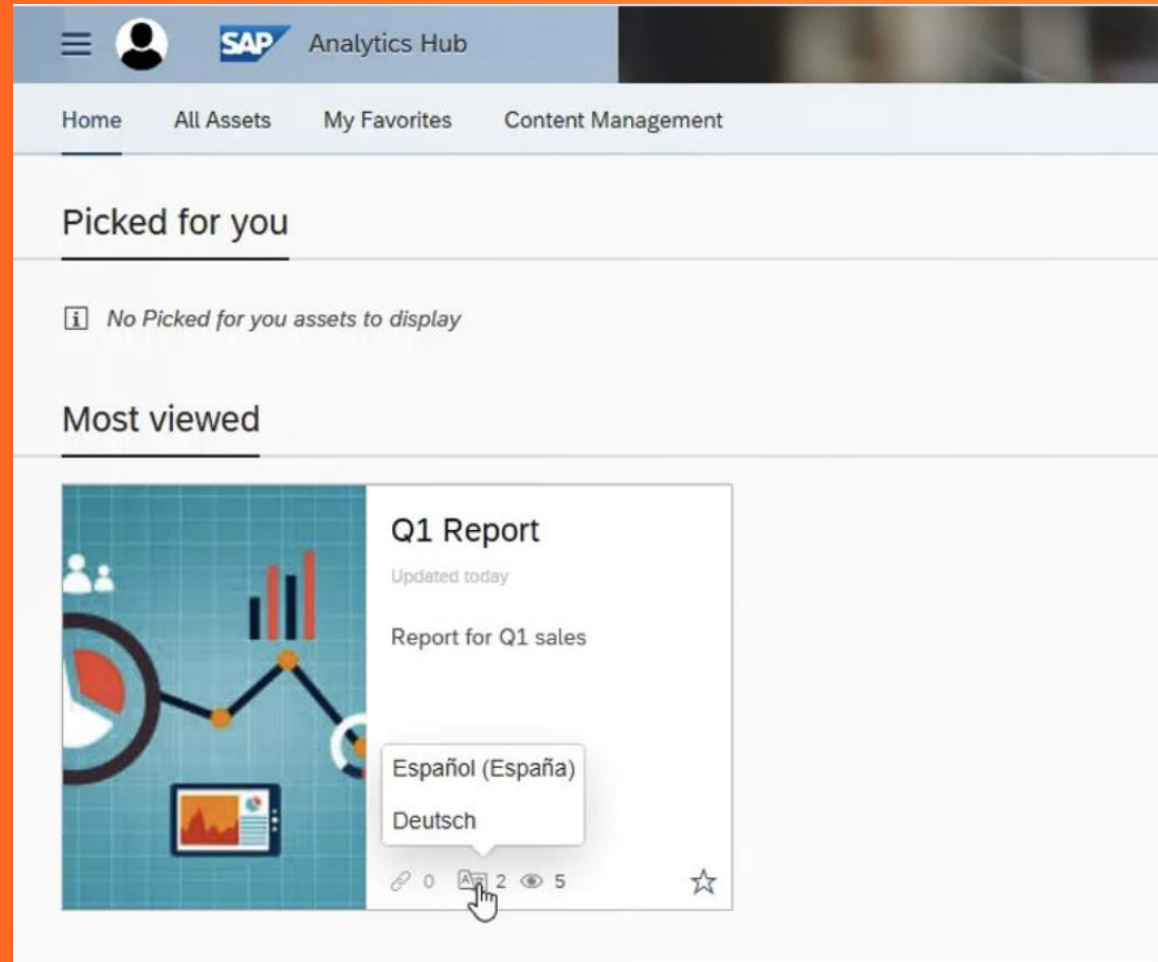 SAP Analytics Hub
Home All Assets My Favorites Content Management
Picked for you
i No Picked for you assets to display
Most viewed
Q1 Report
Updated today
Report for Q1 sales
Español (España)
Deutsch
0 2 5